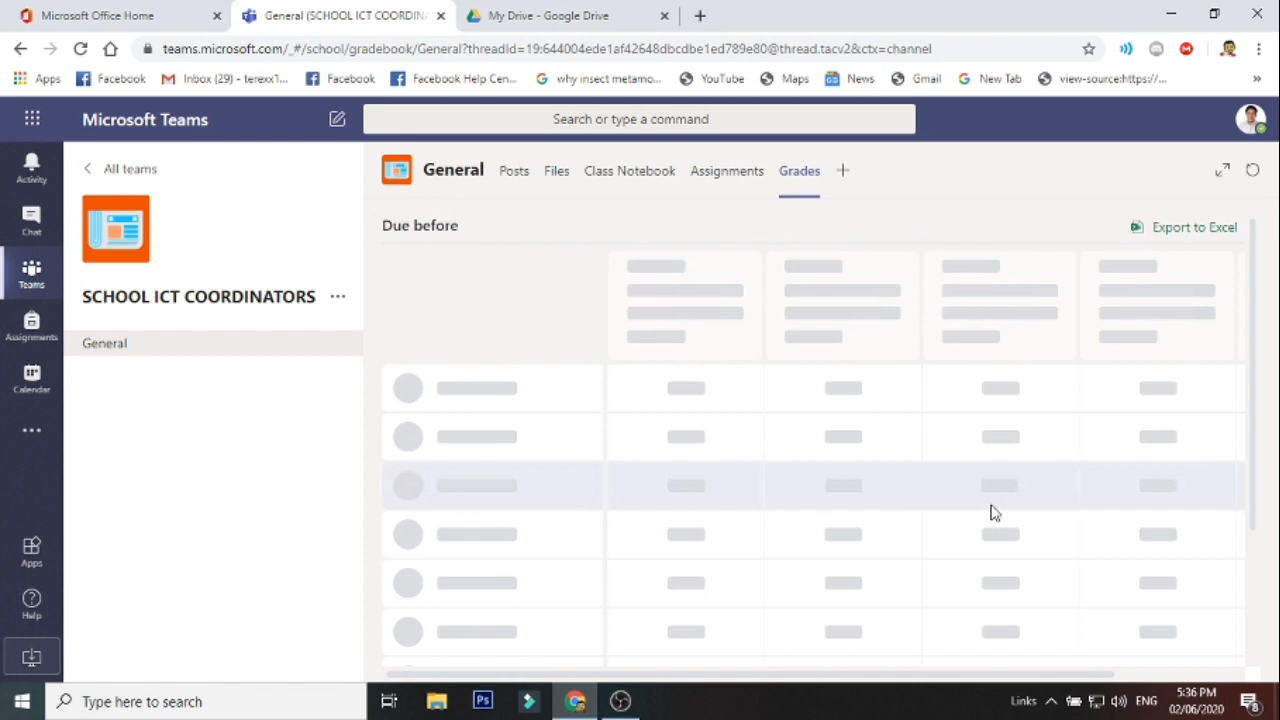 Microsoft Office Home
General (SCHOOL ICT COORDIN
My Drive - Google Drive
teams.microsoft.com/_#/school/gradebook/General?threadId=19:644004ede1af42648dbcdbe1ed789e80@thread.tacv2&ctx=channel
Apps
Facebook
Inbox (29) - terexx1...
Facebook
Facebook Help Cen...
why insect metamo...
YouTube
Maps
News
Gmail
New Tab
view-source:https://...
»
Microsoft Teams
Search or type a command
Activity
Chat
Teams
Assignments
Calendar
Apps
Help
All teams
SCHOOL ICT COORDINATORS
General
General
Posts
Files
Class Notebook
Assignments
Grades
Due before
Export to Excel
Type here to search
Ps
Links
ENG
5:36 PM
02/06/2020
8